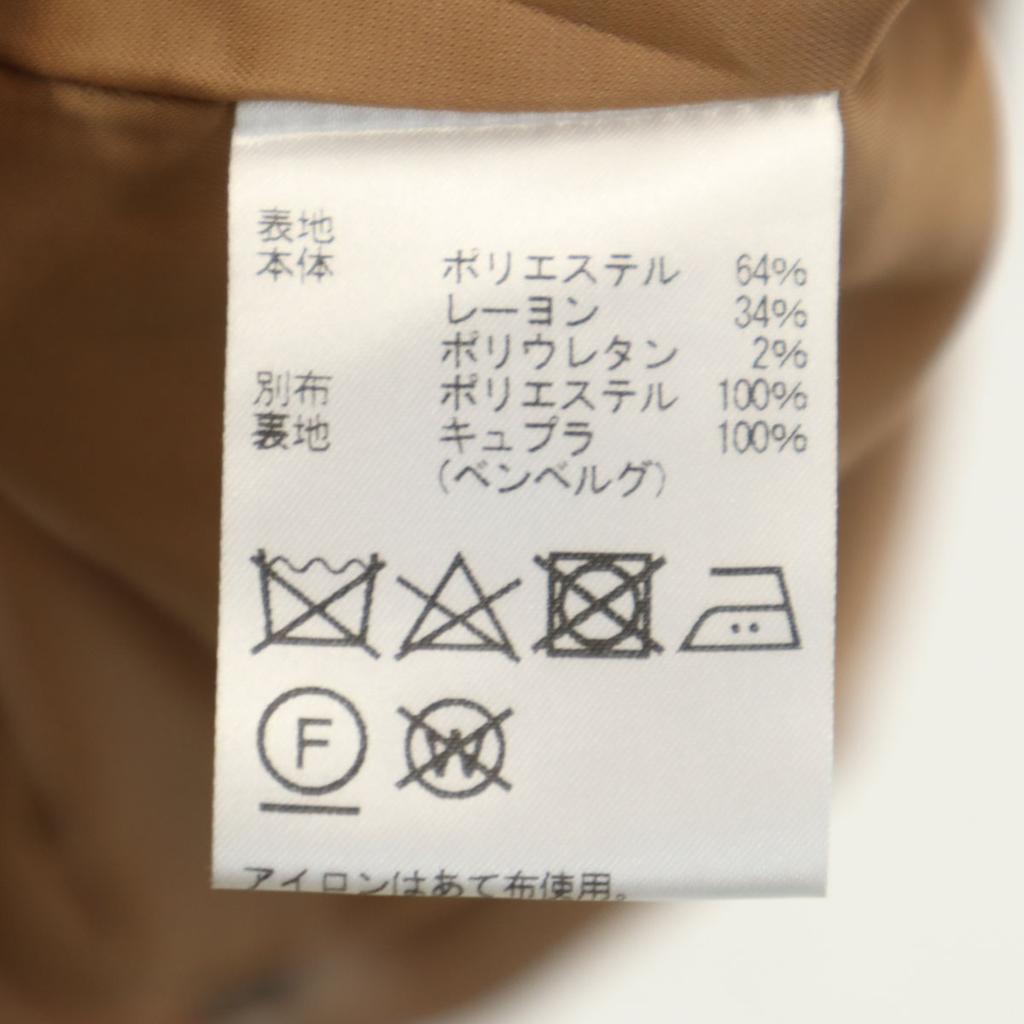 表地
本体 ポリエステル 64%
レーヨン 34%
ポリウレタン 2%
別布 ポリエステル 100%
裏地 キュプラ 100%
(ベンベルグ)
F W
アイロンはあて布使用。